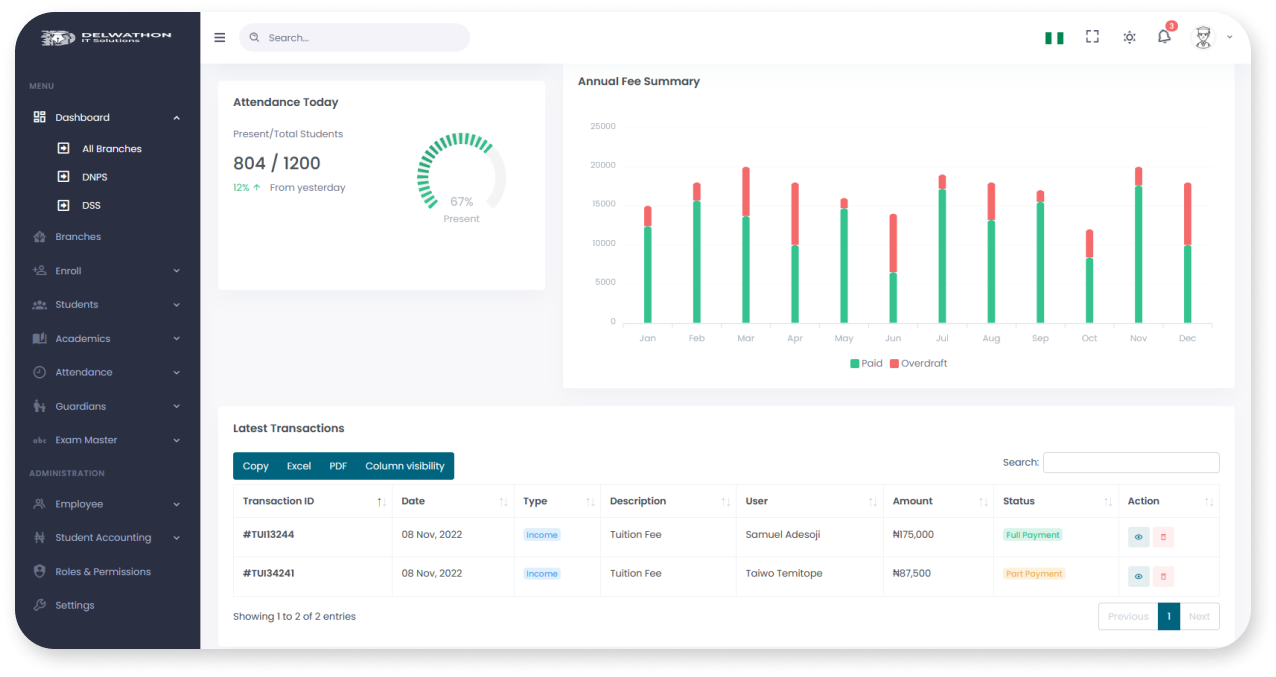 DELWATHON
IT Solutions
Search...
3
MENU
Dashboard
All Branches
DNPS
DSS
Branches
Enroll
Students
Academics
Attendance
Guardians
abc Exam Master
ADMINISTRATION
Employee
Student Accounting
Roles & Permissions
Settings
Attendance Today
Present/Total Students
804 / 1200
12% ↑ From yesterday
67%
Present
Annual Fee Summary
25000
20000
15000
10000
5000
0
Jan Feb Mar Apr May Jun Jul Aug Sep Oct Nov Dec
Paid Overdraft
Latest Transactions
Copy Excel PDF Column visibility
Search:
Transaction ID Date Type Description User Amount Status Action
#TUI13244 08 Nov, 2022 Income Tuition Fee Samuel Adesoji ₦175,000 Full Payment
#TUI34241 08 Nov, 2022 Income Tuition Fee Taiwo Temitope ₦87,500 Part Payment
Showing 1 to 2 of 2 entries
Previous 1 Next